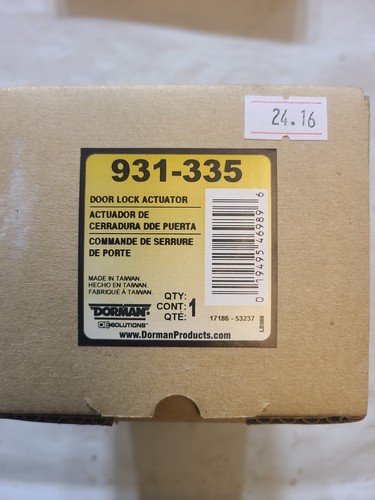 24.16
931-335
DOOR LOCK ACTUATOR
ACTUADOR DE
CERRADURA DDE PUERTA
COMMANDE DE SERRURE
DE PORTE
MADE IN TAIWAN.
HECHO EN TAIWAN.
FABRIQUÉ À TAIWAN.
QTY:
CONT: 1
QTÉ:
DORMAN®
OE SOLUTIONS™
www.DormanProducts.com
0 19495 46989 6
17186 - 53237